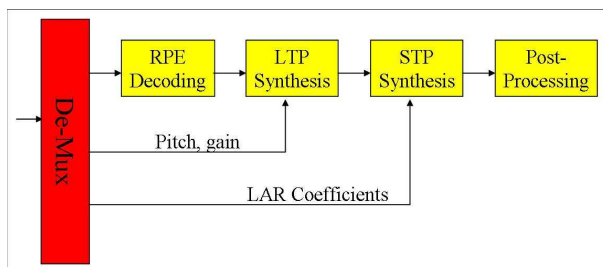 De-Mux
RPE
Decoding
LTP
Synthesis
STP
Synthesis
Post-
Processing
Pitch, gain
LAR Coefficients